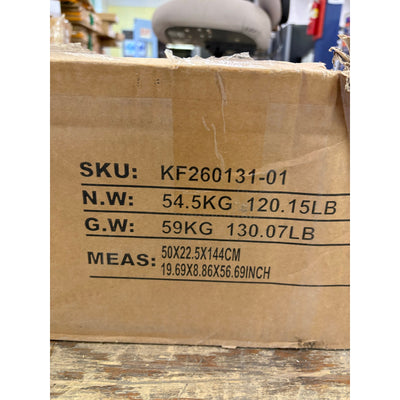 SKU: KF260131-01
N.W: 54.5KG 120.15LB
G.W: 59KG 130.07LB
MEAS: 50X22.5X144CM
19.69X8.86X56.69INCH